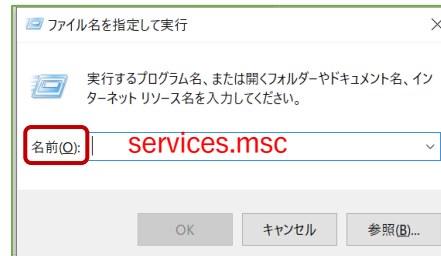 ファイル名を指定して実行
実行するプログラム名、または開くフォルダーやドキュメント名、イン
ターネット リソース名を入力してください。
名前(O): services.msc
OK キャンセル 参照(B)...